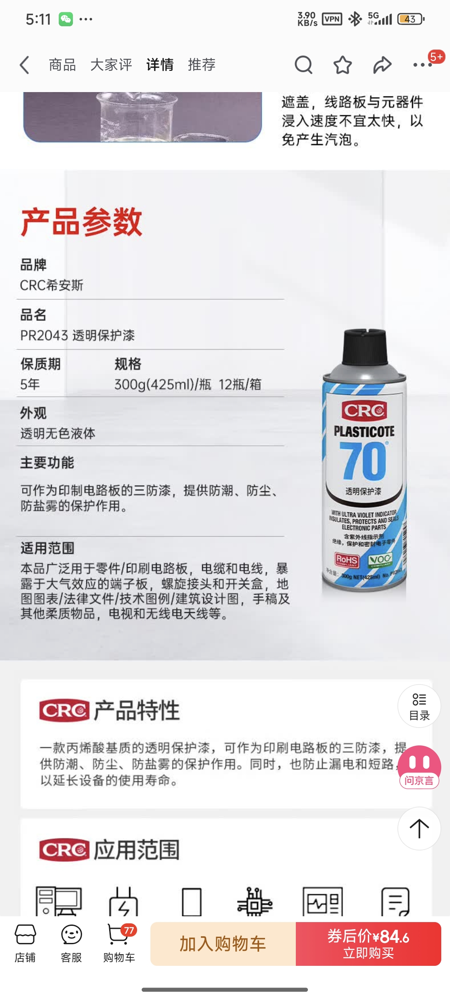 5:11
3.90 KB/s
VPN
5G
43
商品 大家评 详情 推荐
5+
遮盖，线路板与元器件
浸入速度不宜太快，以
免产生汽泡。
产品参数
品牌
CRC希安斯
品名
PR2043 透明保护漆
保质期 规格
5年 300g(425ml)/瓶 12瓶/箱
外观
透明无色液体
主要功能
可作为印制电路板的三防漆，提供防潮、防尘、
防盐雾的保护作用。
适用范围
本品广泛用于零件/印刷电路板，电缆和电线，暴
露于大气效应的端子板，螺旋接头和开关盒，地
图图表/法律文件/技术图例/建筑设计图，手稿及
其他柔质物品，电视和无线电天线等。
CRC
PLASTICOTE
70®
透明保护漆
WITH ULTRA VIOLET INDICATOR
INSULATES, PROTECTS AND SEALS
ELECTRONIC PARTS
含紫外线指示剂
绝缘，保护和密封电子零件
RoHS
COMPLIANT
VOC
COMPLIANT
净含量：300g NET(425ml) No. PR2043
CRC 产品特性
一款丙烯酸基质的透明保护漆，可作为印刷电路板的三防漆，提
供防潮、防尘、防盐雾的保护作用。同时，也防止漏电和短路，
以延长设备的使用寿命。
目录
问京言
CRC 应用范围
店铺
客服
77
购物车
加入购物车
券后价¥84.6
立即购买